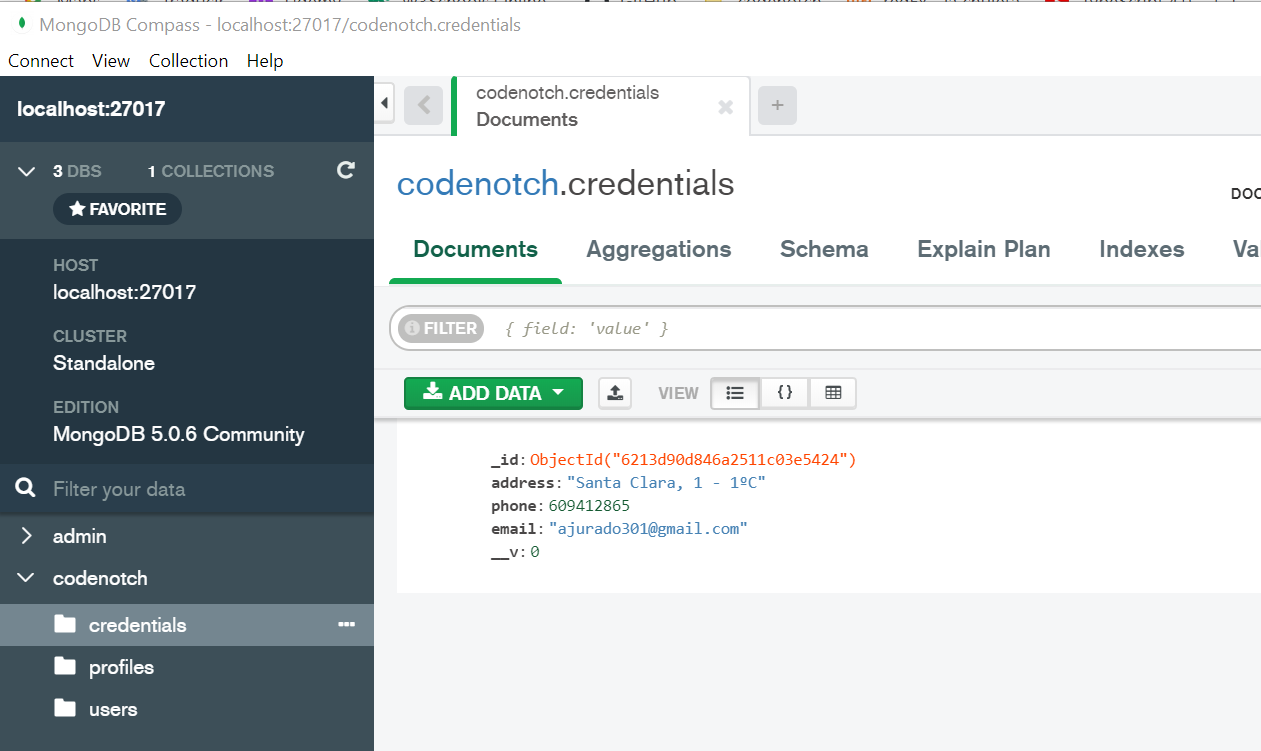 MongoDB Compass - localhost:27017/codenotch.credentials
Connect View Collection Help
localhost:27017
3 DBS 1 COLLECTIONS
FAVORITE
HOST
localhost:27017
CLUSTER
Standalone
EDITION
MongoDB 5.0.6 Community
Filter your data
admin
codenotch
credentials
profiles
users
codenotch.credentials
Documents
codenotch.credentials
DOC
Documents Aggregations Schema Explain Plan Indexes Va
FILTER { field: 'value' }
ADD DATA VIEW {}
_id: ObjectId("6213d90d846a2511c03e5424")
address: "Santa Clara, 1 - 1ºC"
phone: 609412865
email: "ajurado301@gmail.com"
__v: 0